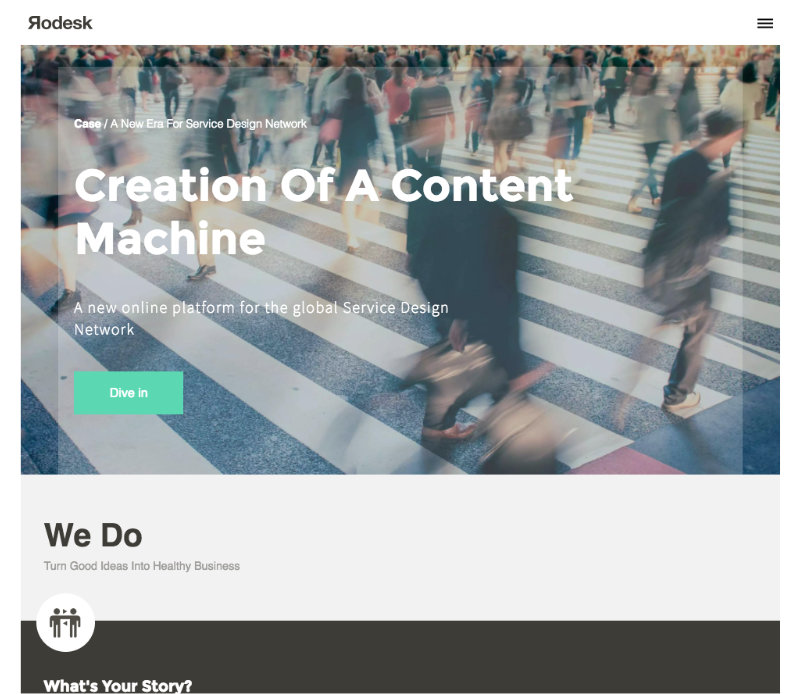 Яodesk
Case / A New Era For Service Design Network
Creation Of A Content
Machine
A new online platform for the global Service Design
Network
Dive in
We Do
Turn Good Ideas Into Healthy Business
What's Your Story?